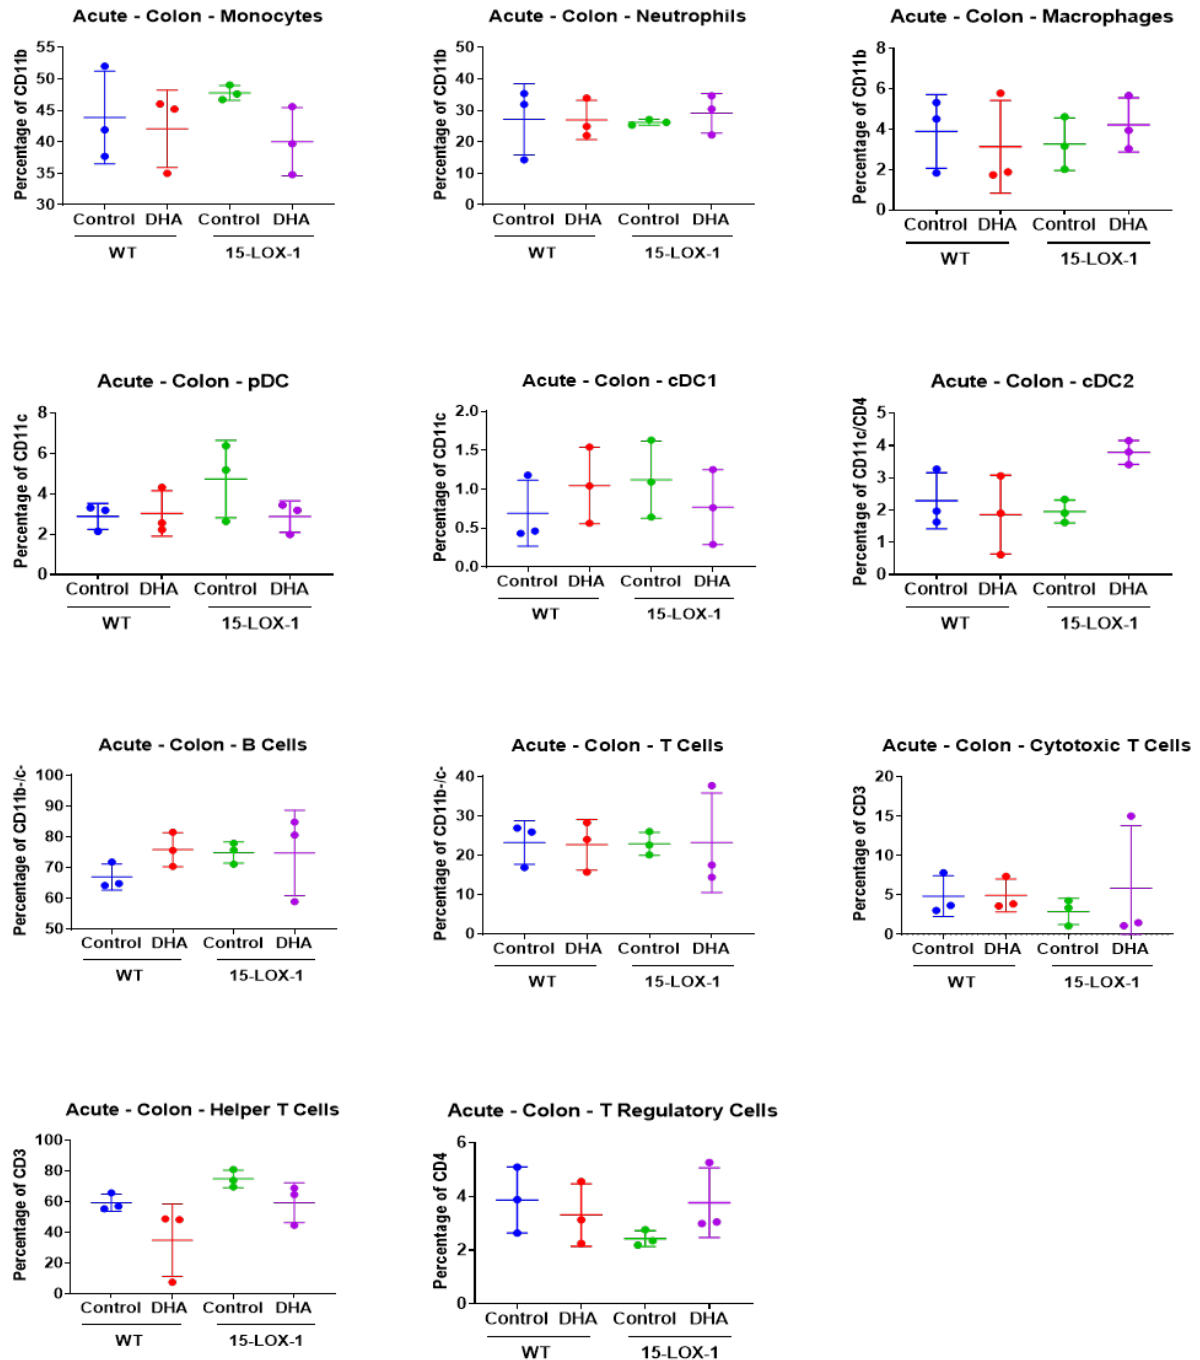 Acute - Colon - Monocytes
Percentage of CD11b
55
50
45
40
35
30
Control DHA Control DHA
WT 15-LOX-1
Acute - Colon - Neutrophils
Percentage of CD11b
50
40
30
20
10
0
Control DHA Control DHA
WT 15-LOX-1
Acute - Colon - Macrophages
Percentage of CD11b
8
6
4
2
0
Control DHA Control DHA
WT 15-LOX-1
Acute - Colon - pDC
Percentage of CD11c
8
6
4
2
0
Control DHA Control DHA
WT 15-LOX-1
Acute - Colon - cDC1
Percentage of CD11c
2.0
1.5
1.0
0.5
0.0
Control DHA Control DHA
WT 15-LOX-1
Acute - Colon - cDC2
Percentage of CD11c/CD4
5
4
3
2
1
0
Control DHA Control DHA
WT 15-LOX-1
Acute - Colon - B Cells
Percentage of CD11b-/c-
100
90
80
70
60
50
Control DHA Control DHA
WT 15-LOX-1
Acute - Colon - T Cells
Percentage of CD11b-/c-
40
30
20
10
0
Control DHA Control DHA
WT 15-LOX-1
Acute - Colon - Cytotoxic T Cells
Percentage of CD3
20
15
10
5
0
Control DHA Control DHA
WT 15-LOX-1
Acute - Colon - Helper T Cells
Percentage of CD3
100
80
60
40
20
0
Control DHA Control DHA
WT 15-LOX-1
Acute - Colon - T Regulatory Cells
Percentage of CD4
6
4
2
0
Control DHA Control DHA
WT 15-LOX-1